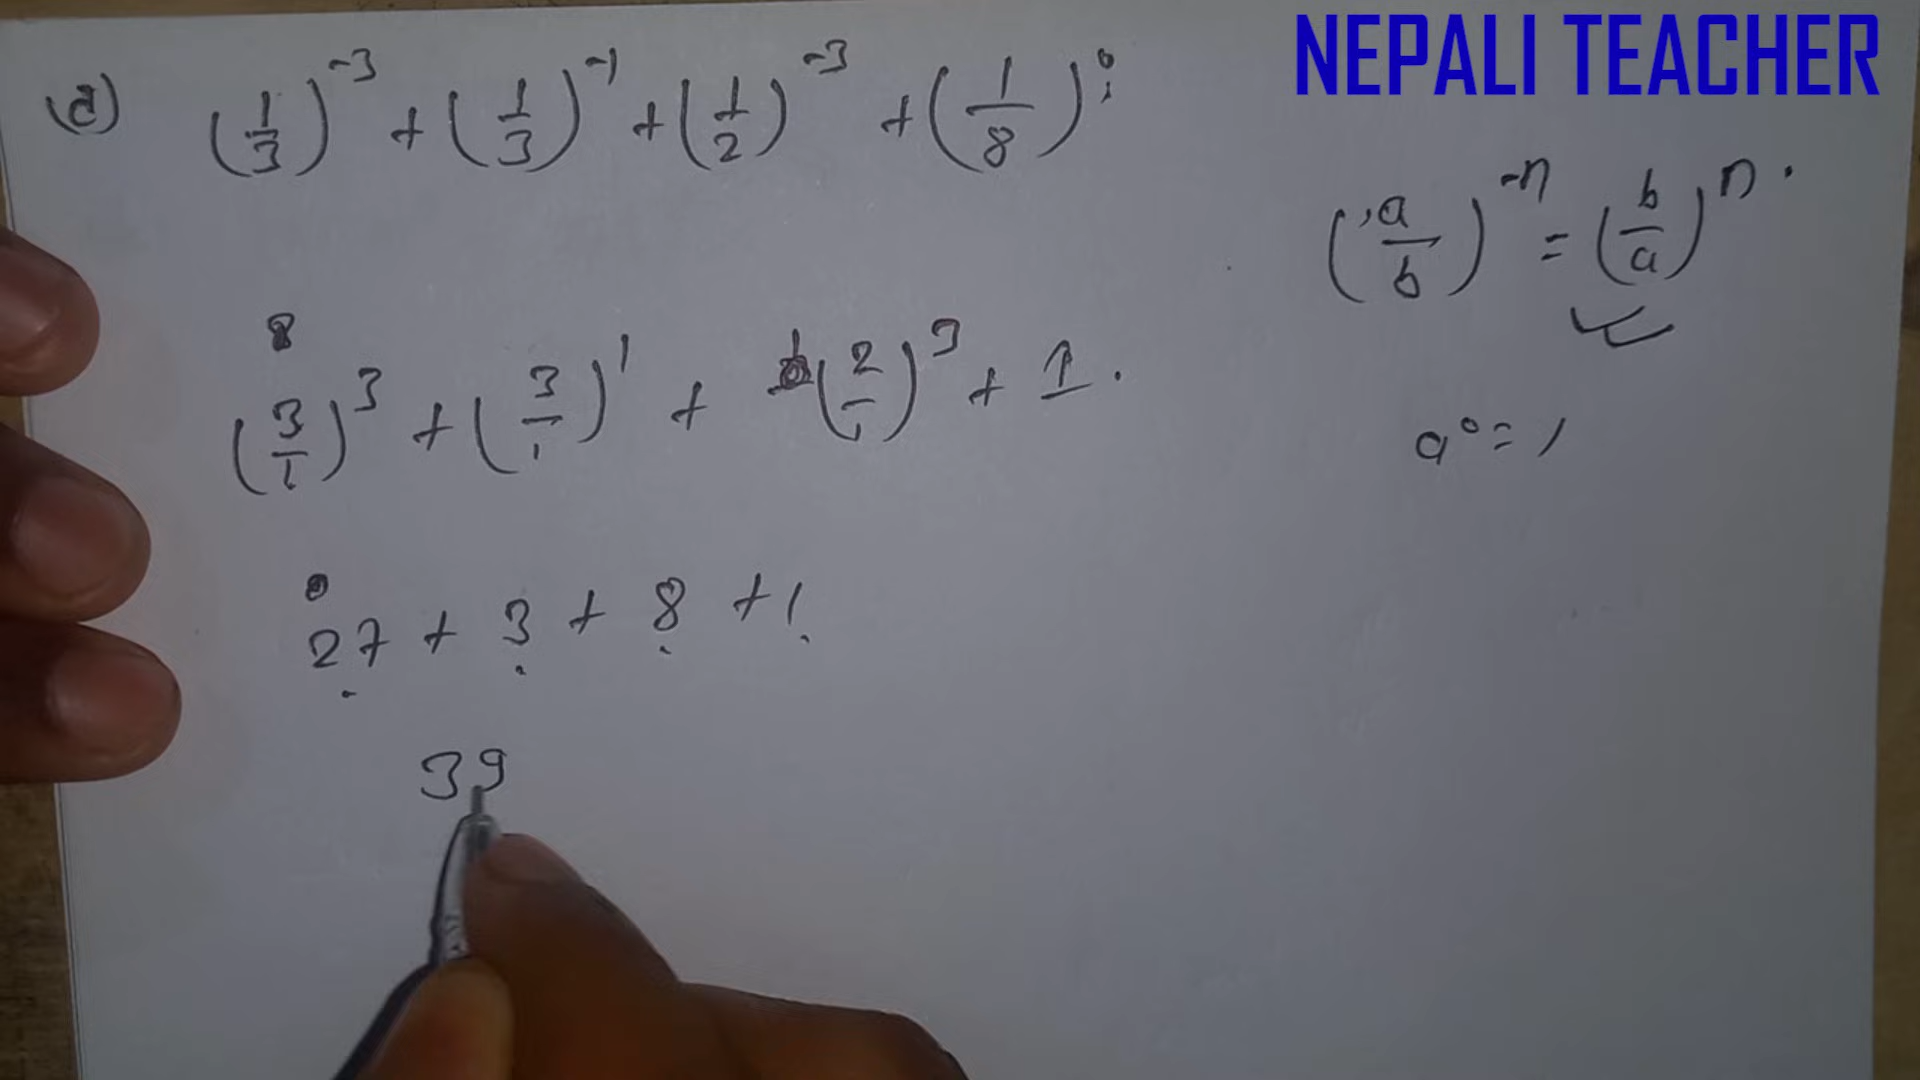 NEPALI TEACHER
(d) (1/3)^-3 + (1/3)^-1 + (1/2)^-3 + (1/8)^0
(a/b)^-n = (b/a)^n .
(3/1)^3 + (3/1)^1 + (2/1)^3 + 1 .
a^0 = 1
27 + 3 + 8 + 1
39